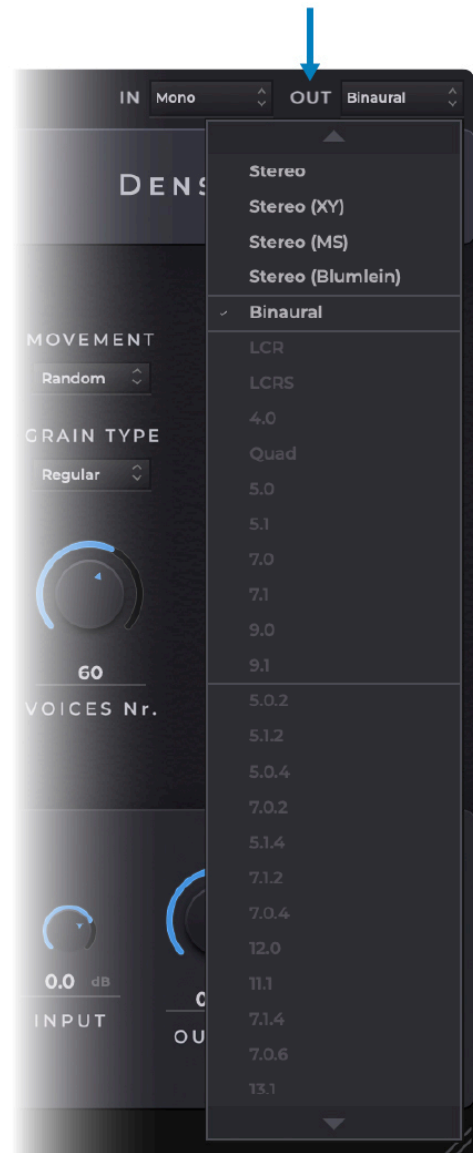 IN Mono OUT Binaural
DENS
Stereo
Stereo (XY)
Stereo (MS)
Stereo (Blumlein)
Binaural
LCR
LCRS
4.0
Quad
5.0
5.1
7.0
7.1
9.0
9.1
5.0.2
5.1.2
5.0.4
7.0.2
5.1.4
7.1.2
7.0.4
12.0
11.1
7.1.4
7.0.6
13.1
MOVEMENT
Random
GRAIN TYPE
Regular
60
VOICES Nr.
0.0 dB
INPUT
0
OU